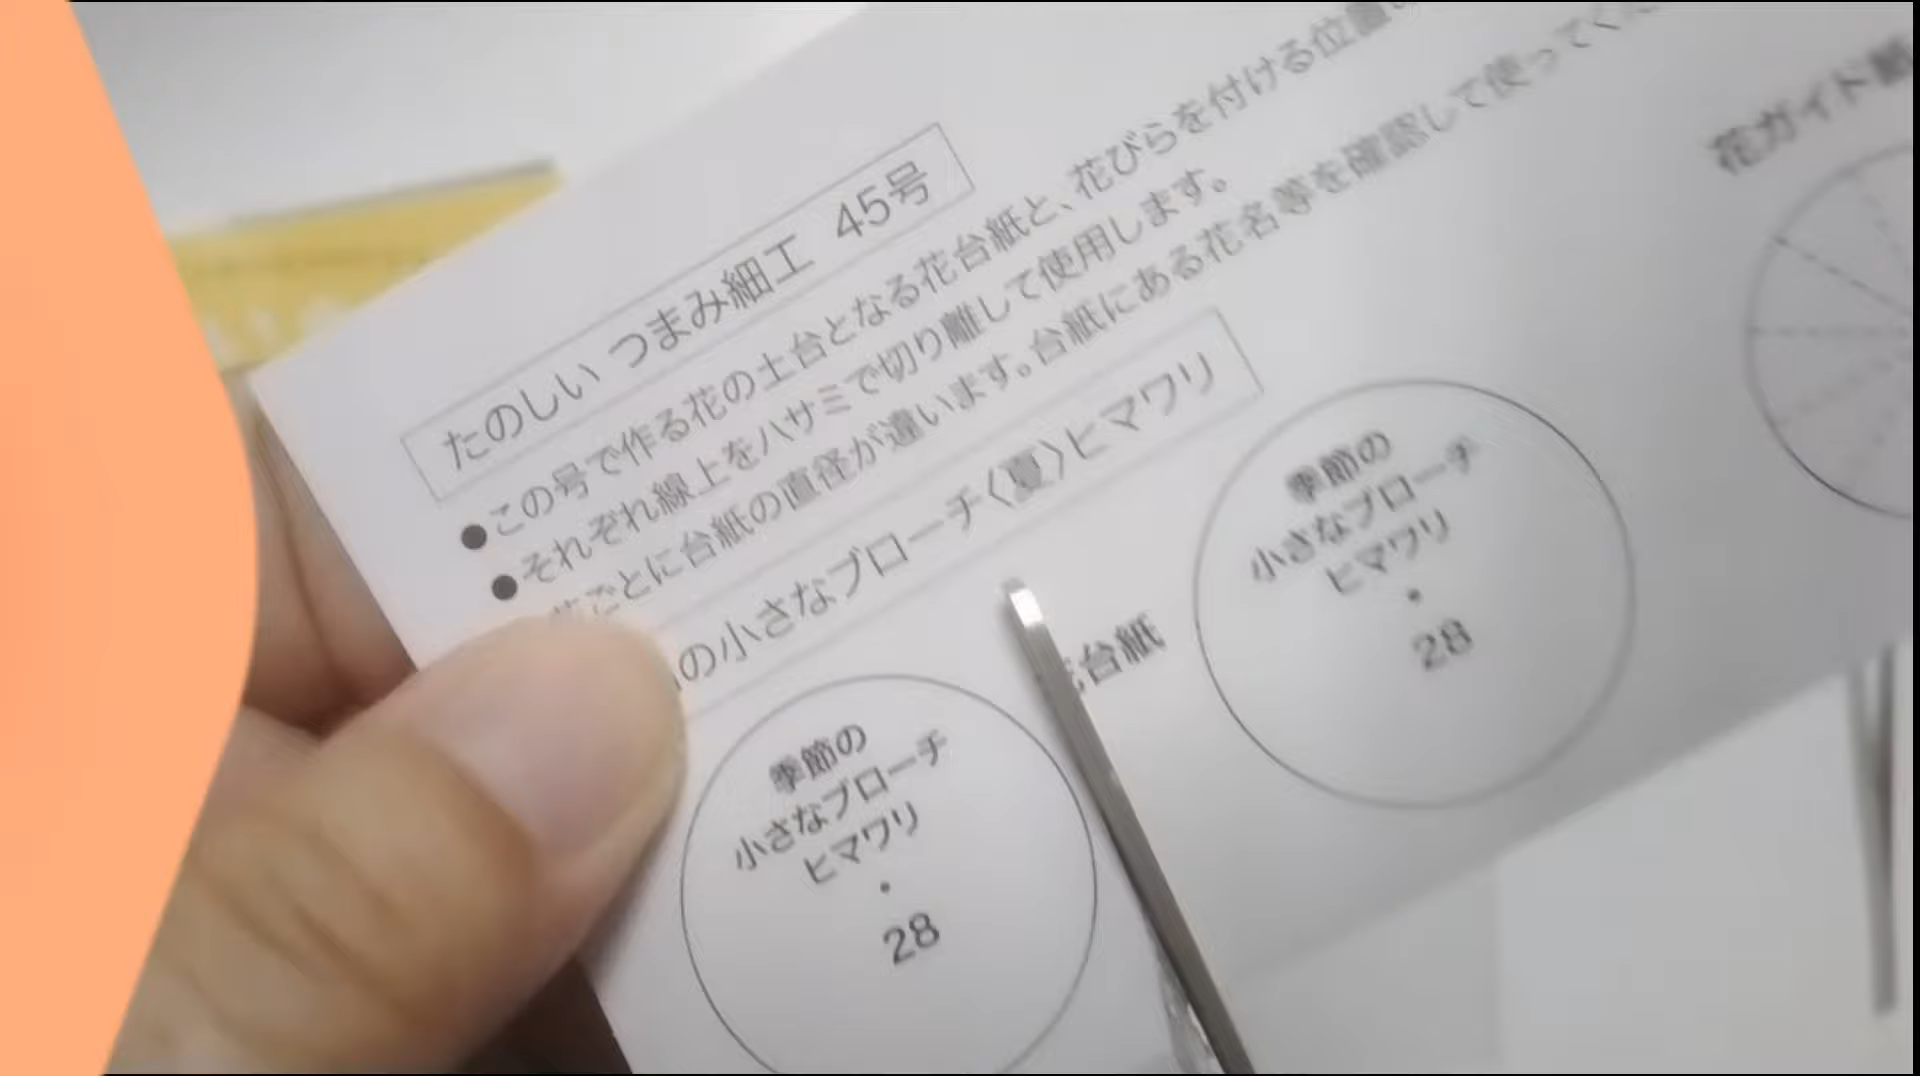 たのしい つまみ細工 45号
●この号で作る花の土台となる花台紙と、花びらを付ける位置
●それぞれ線上をハサミで切り離して使用します。
ごとに台紙の直径が違います。台紙にある花名等を確認して使ってくだ
の小さなブローチ〈夏〉ヒマワリ
花ガイド
台紙
季節の
小さなブローチ
ヒマワリ
・
28
季節の
小さなブローチ
ヒマワリ
・
28